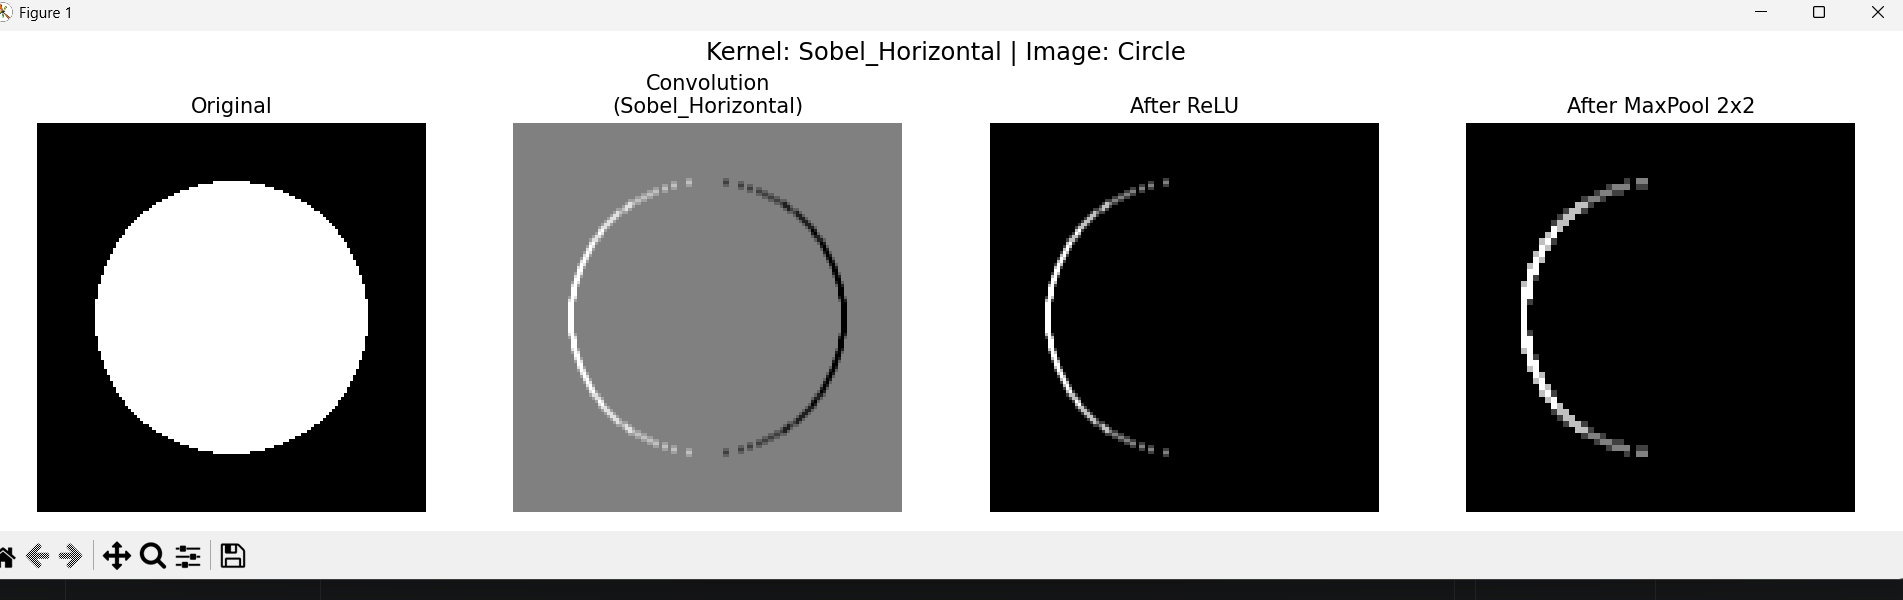 Figure 1
Kernel: Sobel_Horizontal | Image: Circle
Original
Convolution
(Sobel_Horizontal)
After ReLU
After MaxPool 2x2